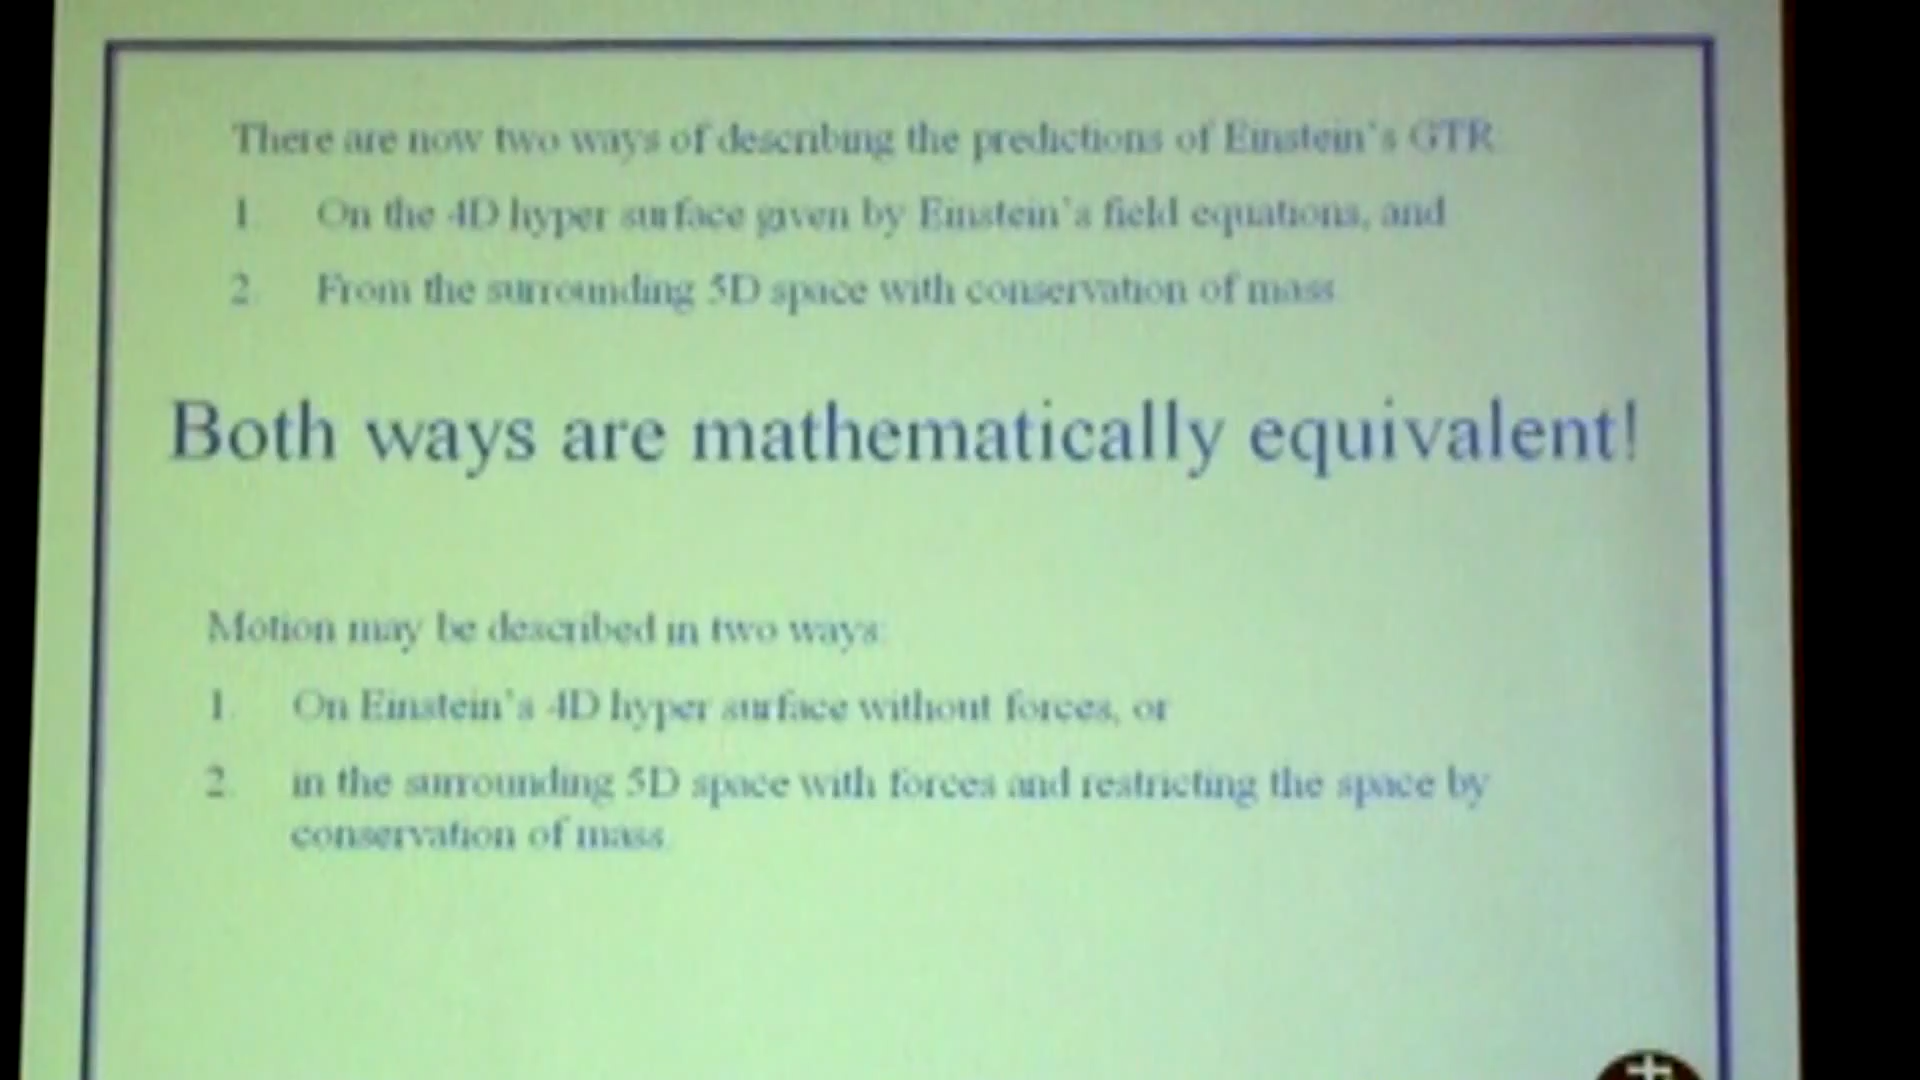 There are now two ways of describing the predictions of Einstein's GTR
1. On the 4D hyper surface given by Einstein's field equations, and
2. From the surrounding 5D space with conservation of mass.
Both ways are mathematically equivalent!
Motion may be described in two ways:
1. On Einstein's 4D hyper surface without forces, or
2. in the surrounding 5D space with forces and restricting the space by
conservation of mass.